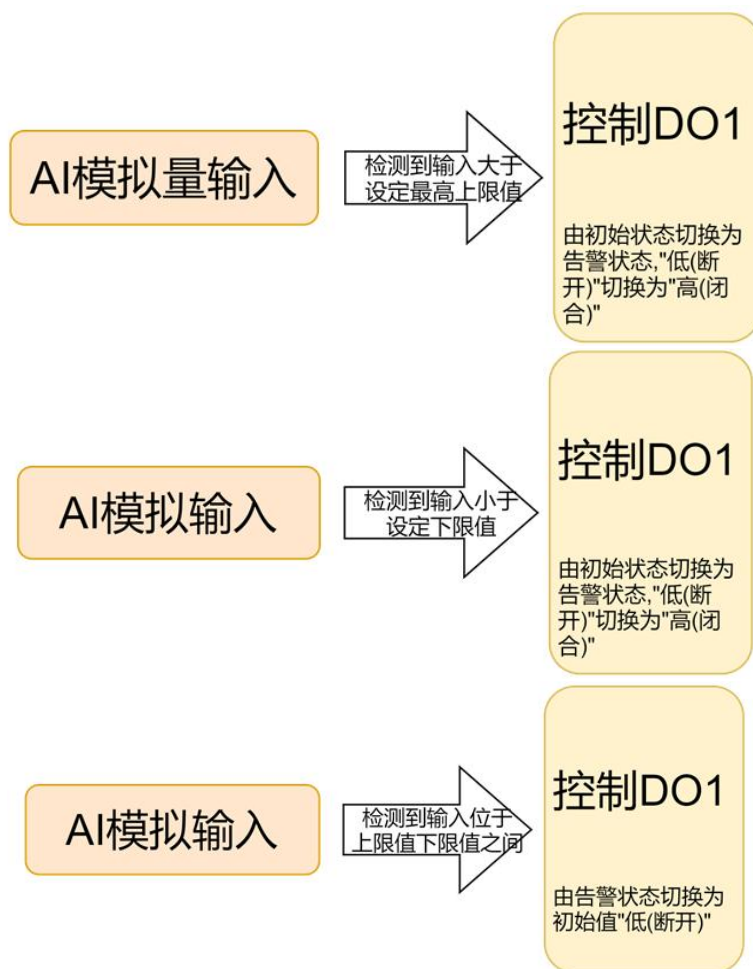 AI模拟量输入
检测到输入大于
设定最高上限值
控制DO1
由初始状态切换为
告警状态,"低(断
开)"切换为"高(闭
合)"
AI模拟输入
检测到输入小于
设定下限值
控制DO1
由初始状态切换为
告警状态,"低(断
开)"切换为"高(闭
合)"
AI模拟输入
检测到输入位于
上限值下限值之间
控制DO1
由告警状态切换为
初始值"低(断开)"